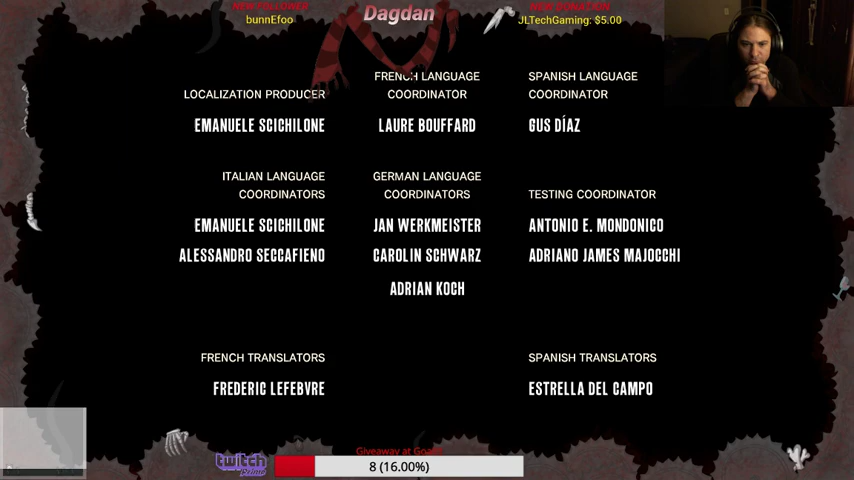 NEW FOLLOWER
bunnEfoo
Dagdan
NEW DONATION
JLTechGaming: $5.00
LOCALIZATION PRODUCER
EMANUELE SCICHILONE
FRENCH LANGUAGE
COORDINATOR
LAURE BOUFFARD
SPANISH LANGUAGE
COORDINATOR
GUS DÍAZ
ITALIAN LANGUAGE
COORDINATORS
EMANUELE SCICHILONE
ALESSANDRO SECCAFIENO
GERMAN LANGUAGE
COORDINATORS
JAN WERKMEISTER
CAROLIN SCHWARZ
ADRIAN KOCH
TESTING COORDINATOR
ANTONIO E. MONDONICO
ADRIANO JAMES MAJOCCHI
FRENCH TRANSLATORS
FREDERIC LEFEBVRE
SPANISH TRANSLATORS
ESTRELLA DEL CAMPO
twitch
Prime
Giveaway at Goal!
8 (16.00%)